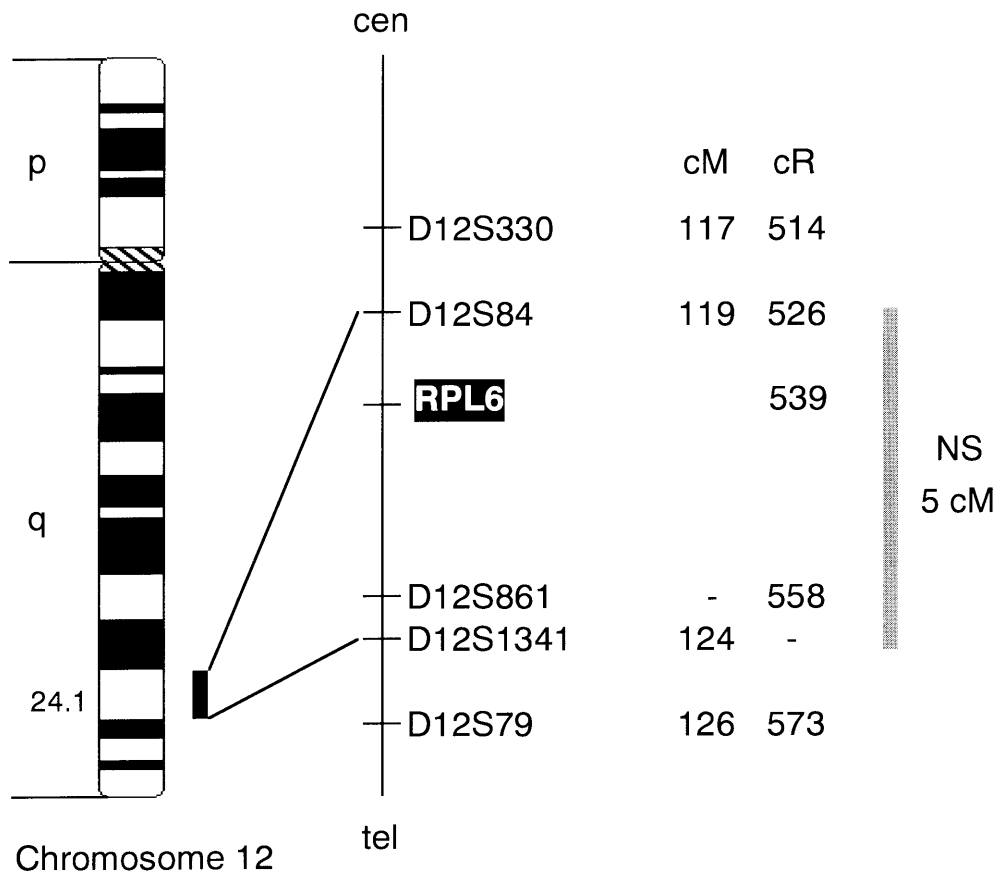 cen
p
cM cR
D12S330 117 514
D12S84 119 526
RPL6 539
NS
5 cM
q
D12S861 - 558
D12S1341 124 -
24.1
D12S79 126 573
tel
Chromosome 12